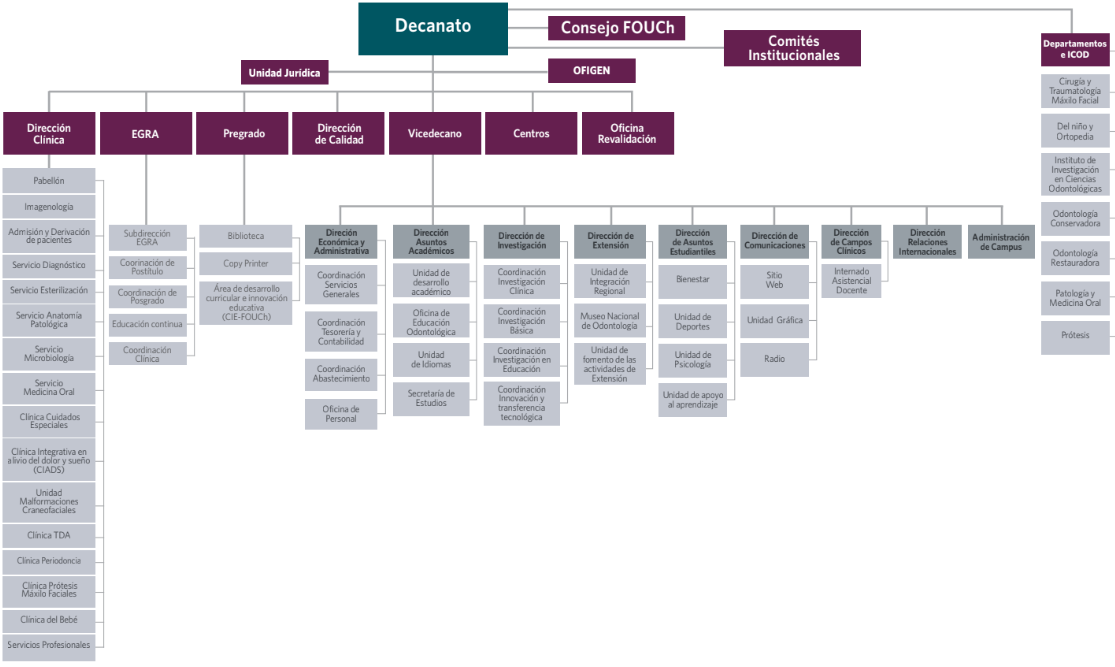 Decanato
Consejo FOUCh
Comités
Institucionales
Departamentos
e ICOD
Unidad Jurídica
OFIGEN
Dirección
Clínica
EGRA
Pregrado
Dirección
de Calidad
Vicedecano
Centros
Oficina
Revalidación
Pabellón
Imagenología
Admisión y Derivación
de pacientes
Servicio Diagnóstico
Servicio Esterilización
Servicio Anatomía
Patológica
Servicio
Microbiología
Servicio
Medicina Oral
Clínica Cuidados
Especiales
Clínica Integrativa en
alivio del dolor y sueño
(CIADS)
Unidad
Malformaciones
Craneofaciales
Clínica TDA
Clínica Periodoncia
Clínica Prótesis
Máxilo Faciales
Clínica del Bebé
Servicios Profesionales
Subdirección
EGRA
Coorinación de
Postítulo
Coordinación de
Posgrado
Educación continua
Coordinación
Clínica
Biblioteca
Copy Printer
Área de desarrollo
curricular e innovación
educativa
(CIE-FOUCh)
Direción
Económica y
Administrativa
Coordinación
Servicios
Generales
Coordinación
Tesorería y
Contabilidad
Coordinación
Abastecimiento
Oficina de
Personal
Dirección
Asuntos
Académicos
Unidad de
desarrollo
académico
Oficina de
Educación
Odontológica
Unidad
de Idiomas
Secretaría de
Estudios
Dirección de
Investigación
Coordinación
Investigación
Clínica
Coordinación
Investigación
Básica
Coordinación
Investigación en
Educación
Coordinación
Innovación y
transferencia
tecnológica
Dirección de
Extensión
Unidad de
Integración
Regional
Museo Nacional
de Odontología
Unidad de
fomento de las
actividades de
Extensión
Dirección
de Asuntos
Estudiantiles
Bienestar
Unidad de
Deportes
Unidad de
Psicología
Unidad de apoyo
al aprendizaje
Dirección de
Comunicaciones
Sitio
Web
Unidad Gráfica
Radio
Dirección
de Campos
Clínicos
Internado
Asistencial
Docente
Dirección
Relaciones
Internacionales
Administración
de Campus
Cirugía y
Traumatología
Máxilo Facial
Del niño y
Ortopedia
Instituto de
Investigación
en Ciencias
Odontológicas
Odontología
Conservadora
Odontología
Restauradora
Patología y
Medicina Oral
Prótesis